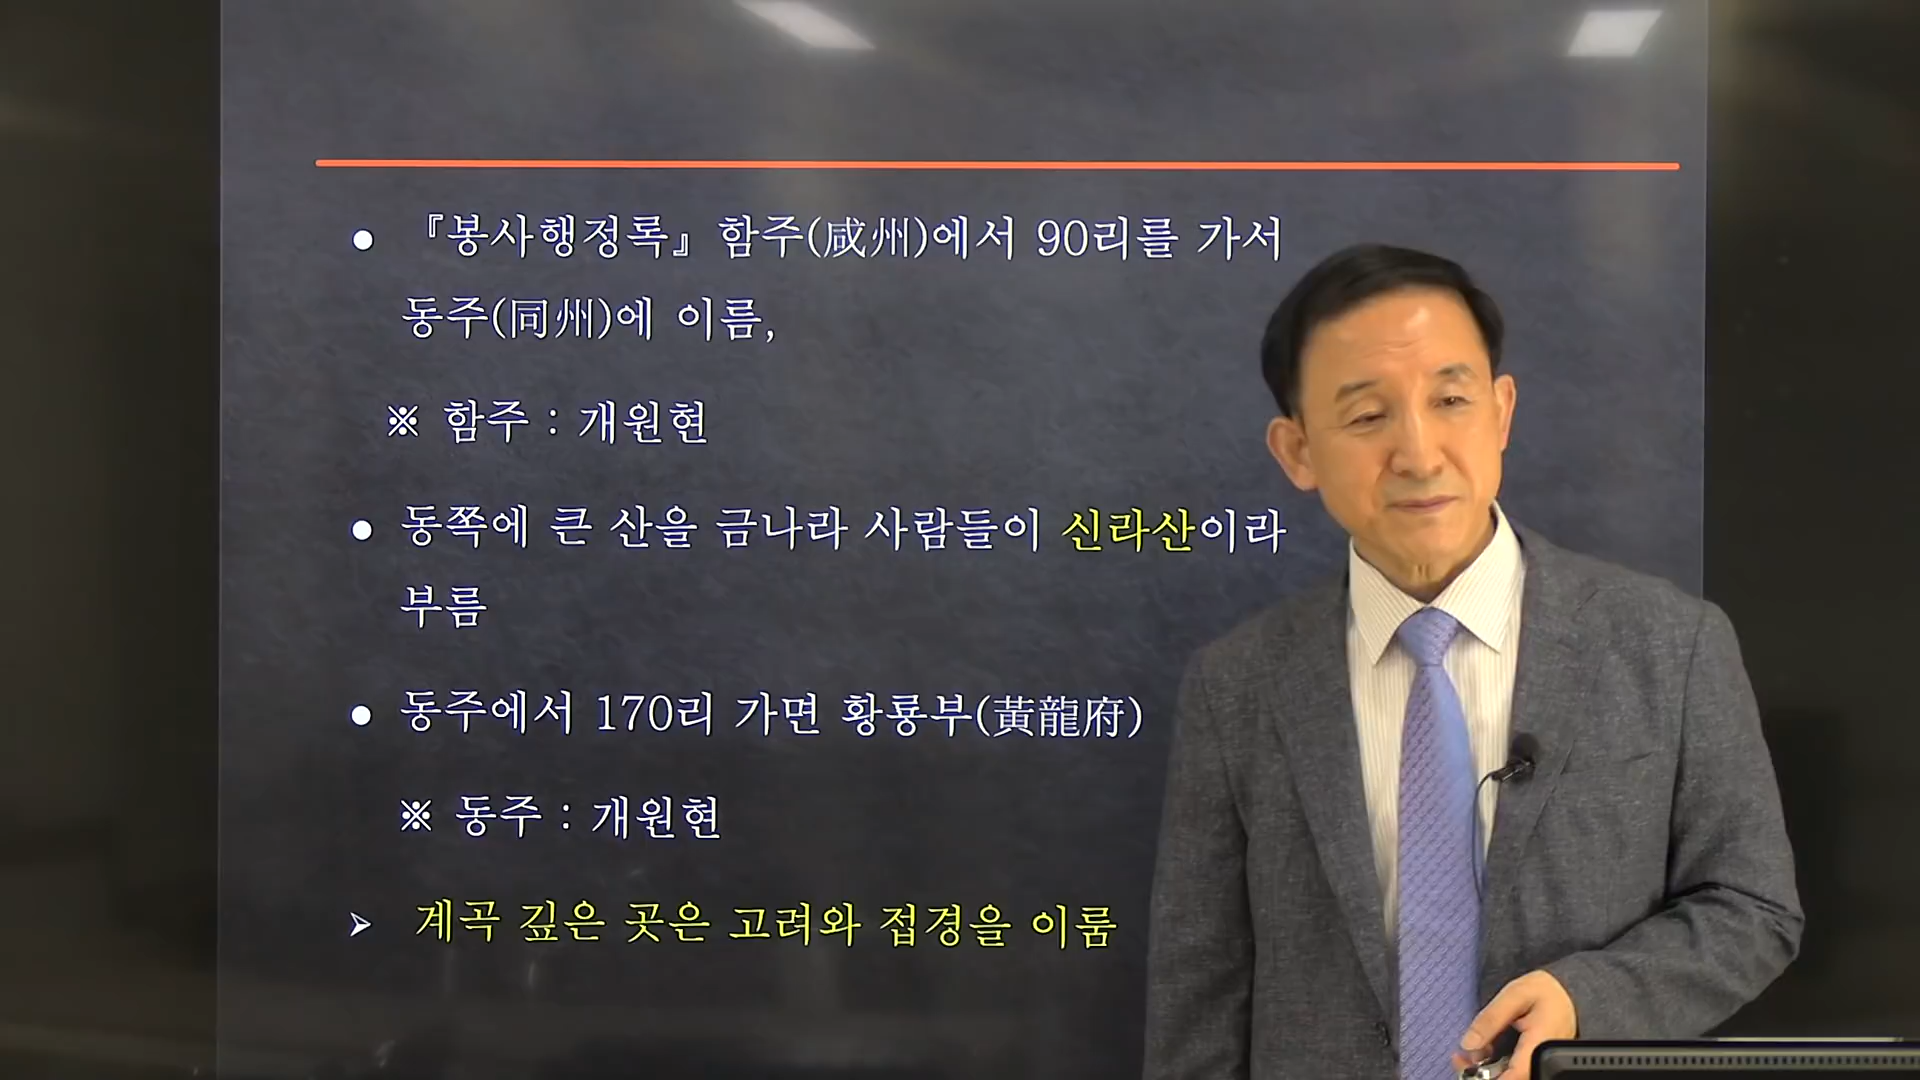 ● 『봉사행정록』 함주(咸州)에서 90리를 가서
동주(同州)에 이름,
※ 함주 : 개원현
● 동쪽에 큰 산을 금나라 사람들이 신라산이라
부름
● 동주에서 170리 가면 황룡부(黃龍府)
※ 동주 : 개원현
➢ 계곡 깊은 곳은 고려와 접경을 이룸